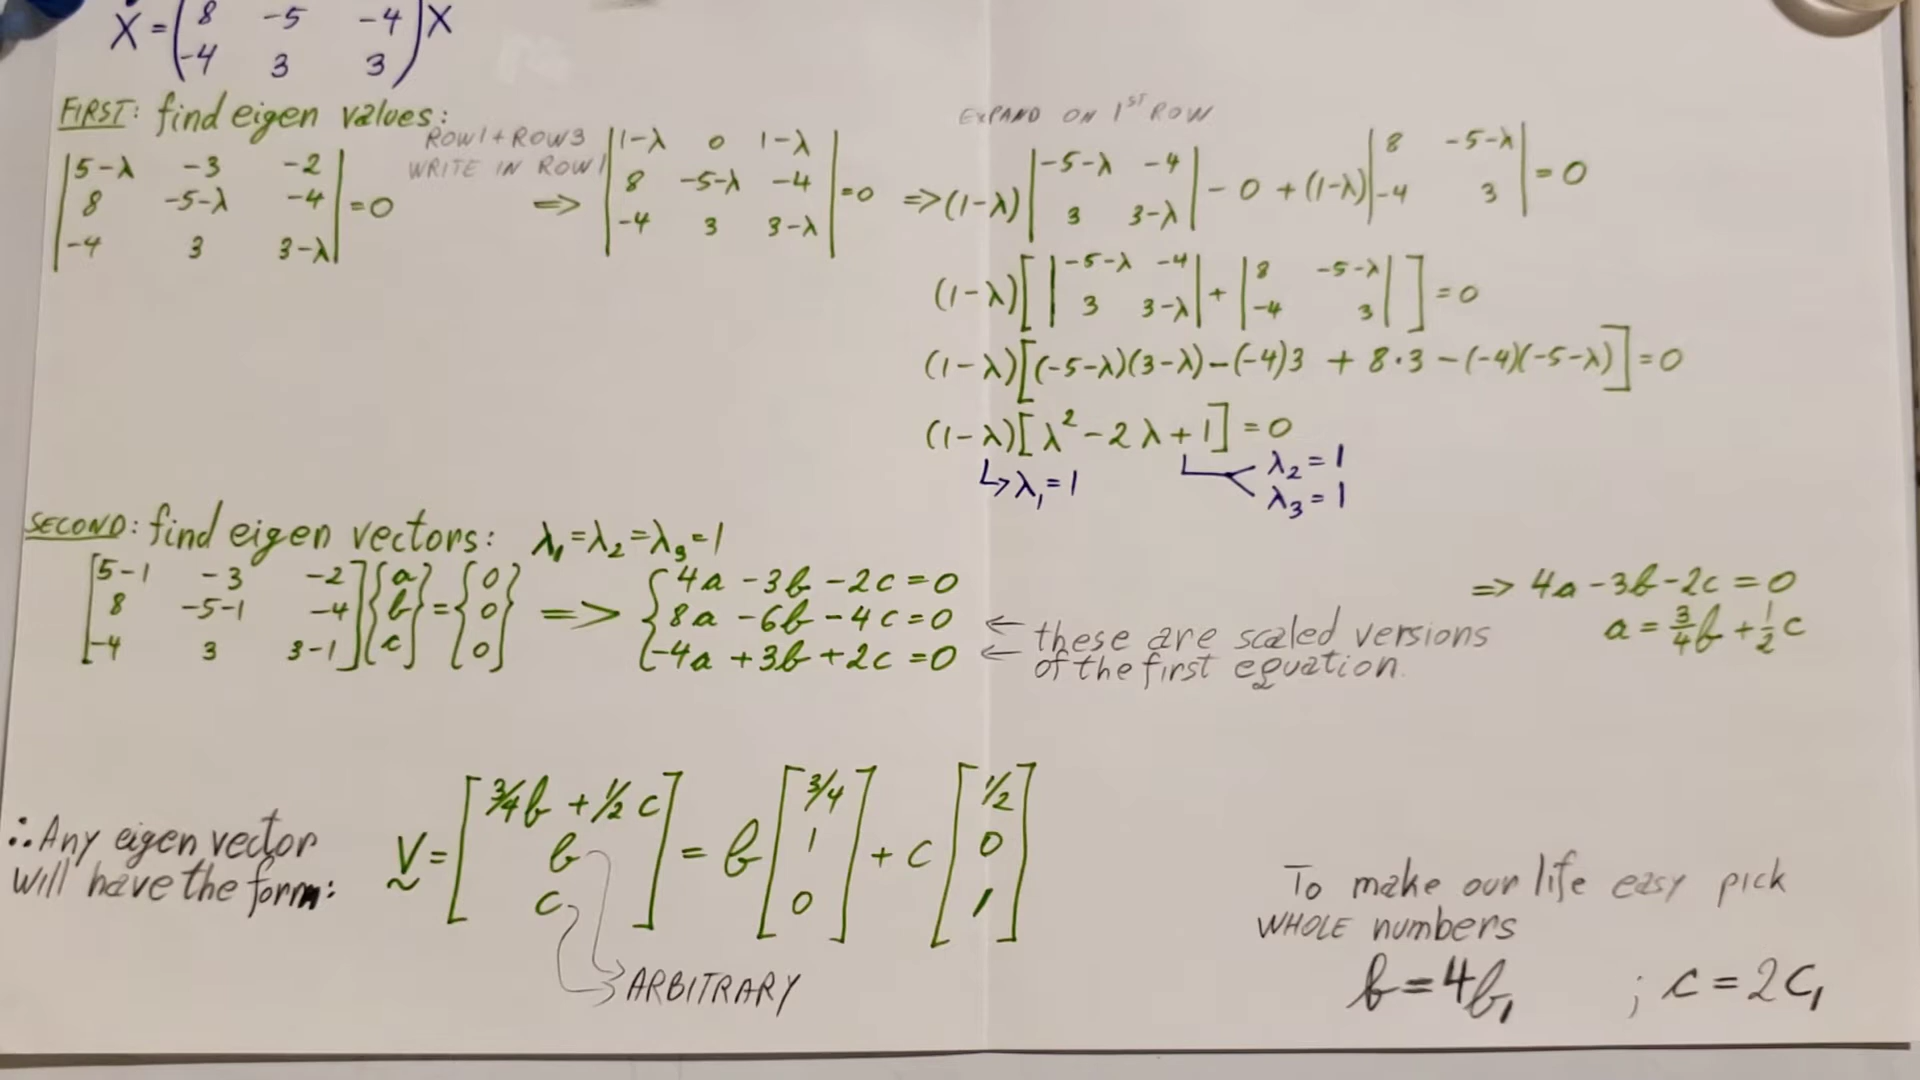 Ẋ = ( 8 -5 -4 ) X
-4 3 3
FIRST: find eigen values:
|5-λ -3 -2|
|8 -5-λ -4| = 0
|-4 3 3-λ|
ROW1 + ROW3
WRITE IN ROW1
=>
|1-λ 0 1-λ|
|8 -5-λ -4| = 0
|-4 3 3-λ|
EXPAND ON 1ST ROW
=> (1-λ) |-5-λ -4| - 0 + (1-λ) |8 -5-λ| = 0
|3 3-λ| |-4 3|
(1-λ)[ |-5-λ -4| + |8 -5-λ| ] = 0
|3 3-λ| |-4 3|
(1-λ)[(-5-λ)(3-λ)-(-4)3 + 8·3 -(-4)(-5-λ)] = 0
(1-λ)[λ² - 2λ + 1] = 0
↳ λ₁ = 1
λ₂ = 1
λ₃ = 1
SECOND: find eigen vectors: λ₁=λ₂=λ₃=1
[5-1 -3 -2] {a} {0}
[8 -5-1 -4] {b} = {0}
[-4 3 3-1] {c} {0}
=>
4a - 3b - 2c = 0
8a - 6b - 4c = 0
-4a + 3b + 2c = 0
← these are scaled versions
← of the first equation.
=> 4a - 3b - 2c = 0
a = 3/4 b + 1/2 c
∴ Any eigen vector
will have the form:
V = [3/4 b + 1/2 c] = b [3/4] + c [1/2]
[b] [1] [0]
[c] [0] [1]
ARBITRARY
To make our life easy pick
WHOLE numbers
b = 4b₁ ; c = 2c₁